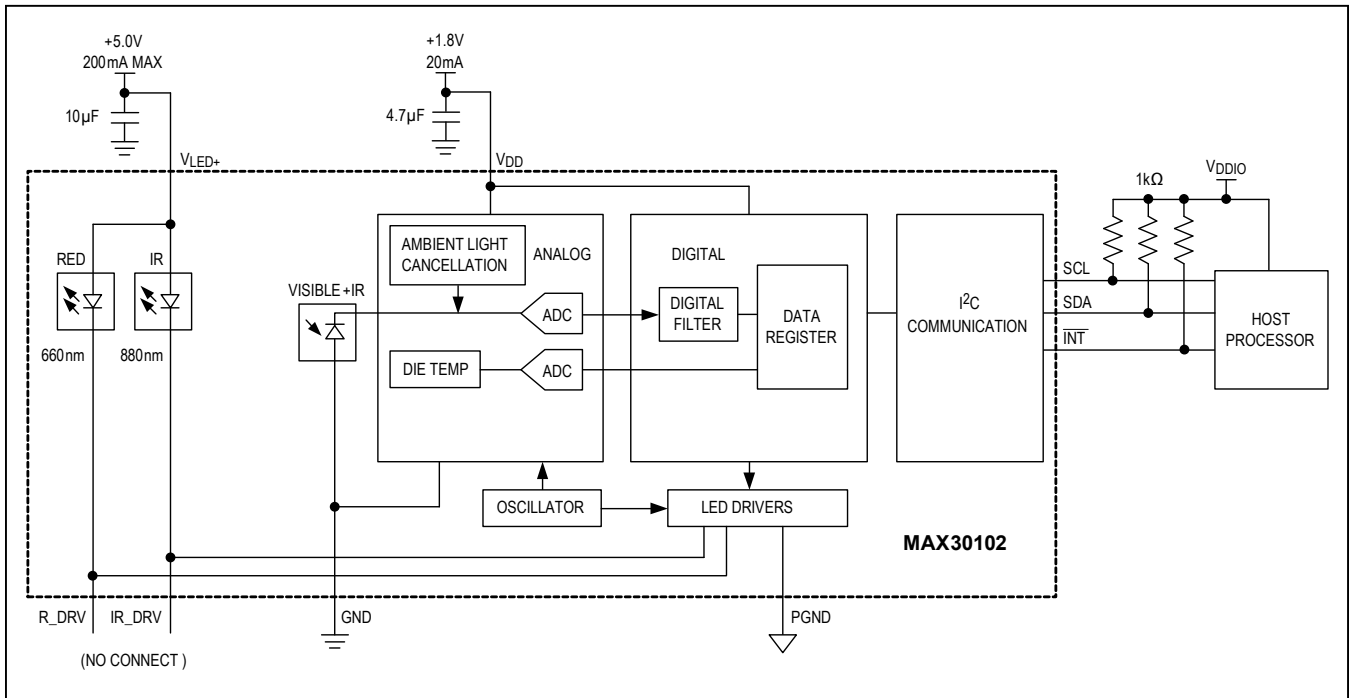 +5.0V
200mA MAX
10µF
VLED+
+1.8V
20mA
4.7µF
VDD
1kΩ
VDDIO
RED
IR
660nm
880nm
VISIBLE+IR
AMBIENT LIGHT
CANCELLATION
ANALOG
ADC
DIE TEMP
ADC
DIGITAL
DIGITAL
FILTER
DATA
REGISTER
I²C
COMMUNICATION
SCL
SDA
INT
HOST
PROCESSOR
OSCILLATOR
LED DRIVERS
MAX30102
R_DRV
IR_DRV
GND
PGND
(NO CONNECT )